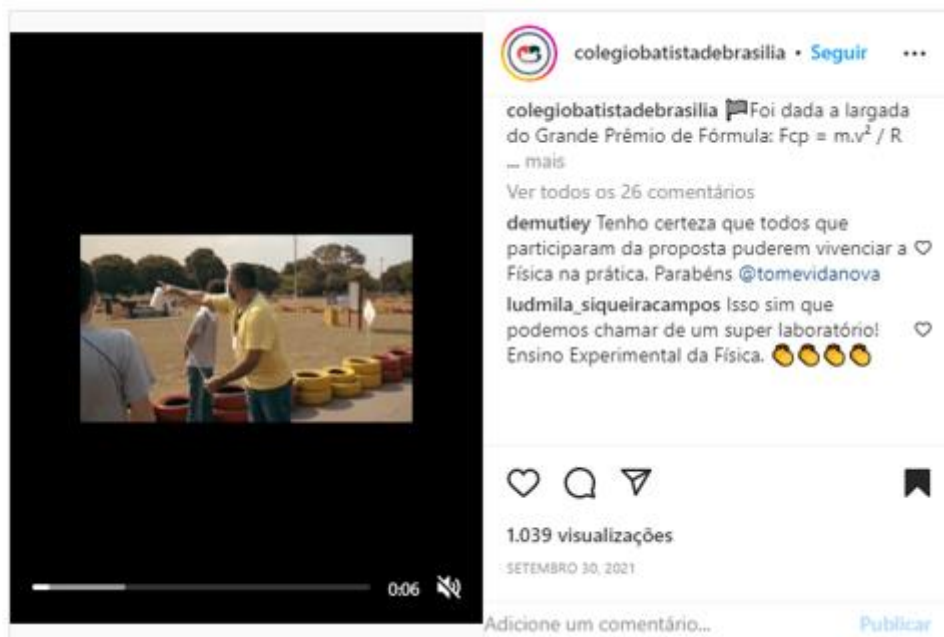 colegiobatistadebrasilia • Seguir ...
colegiobatistadebrasilia 🏴Foi dada a largada
do Grande Prêmio de Fórmula: Fcp = m.v² / R
... mais
Ver todos os 26 comentários
demutiey Tenho certeza que todos que
participaram da proposta puderem vivenciar a
Física na prática. Parabéns @tomevidanova
ludmila_siqueiracampos Isso sim que
podemos chamar de um super laboratório!
Ensino Experimental da Física. 👏👏👏👏
1.039 visualizações
SETEMBRO 30, 2021
0:06
Adicione um comentário... Publicar